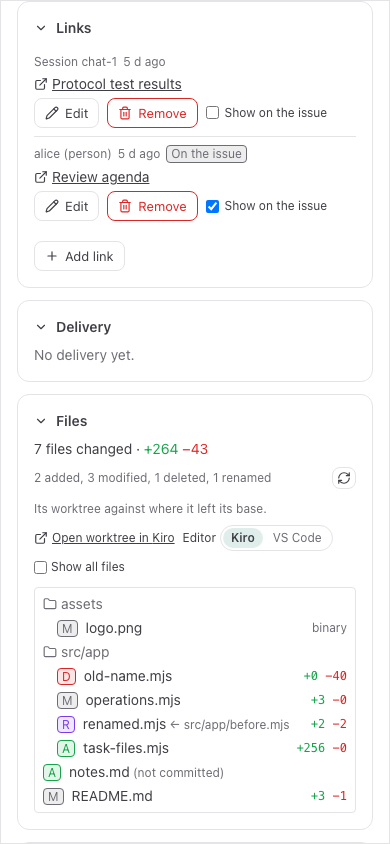 Links
Session chat-1 5 d ago
Protocol test results
Edit Remove Show on the issue
alice (person) 5 d ago On the issue
Review agenda
Edit Remove Show on the issue
Add link
Delivery
No delivery yet.
Files
7 files changed · +264 −43
2 added, 3 modified, 1 deleted, 1 renamed
Its worktree against where it left its base.
Open worktree in Kiro Editor Kiro VS Code
Show all files
assets
M logo.png binary
src/app
D old-name.mjs +0 −40
M operations.mjs +3 −0
R renamed.mjs ← src/app/before.mjs +2 −2
A task-files.mjs +256 −0
A notes.md (not committed)
M README.md +3 −1